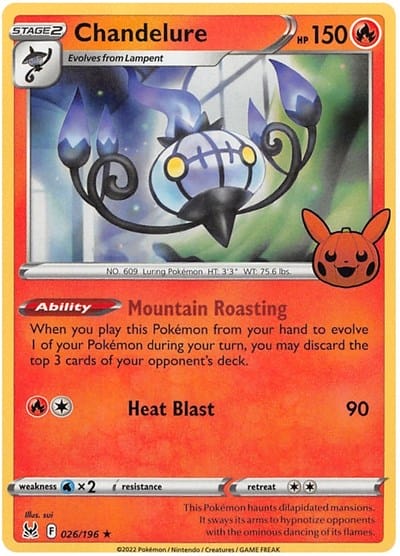 STAGE 2
Chandelure
HP 150
Evolves from Lampent
NO. 609 Luring Pokémon HT: 3'3" WT: 75.6 lbs.
Ability Mountain Roasting
When you play this Pokémon from your hand to evolve
1 of your Pokémon during your turn, you may discard the
top 3 cards of your opponent's deck.
Heat Blast 90
weakness ×2 resistance retreat
Illus. sui
F 026/196 ★
This Pokémon haunts dilapidated mansions.
It sways its arms to hypnotize opponents
with the ominous dancing of its flames.
©2022 Pokémon / Nintendo / Creatures / GAME FREAK